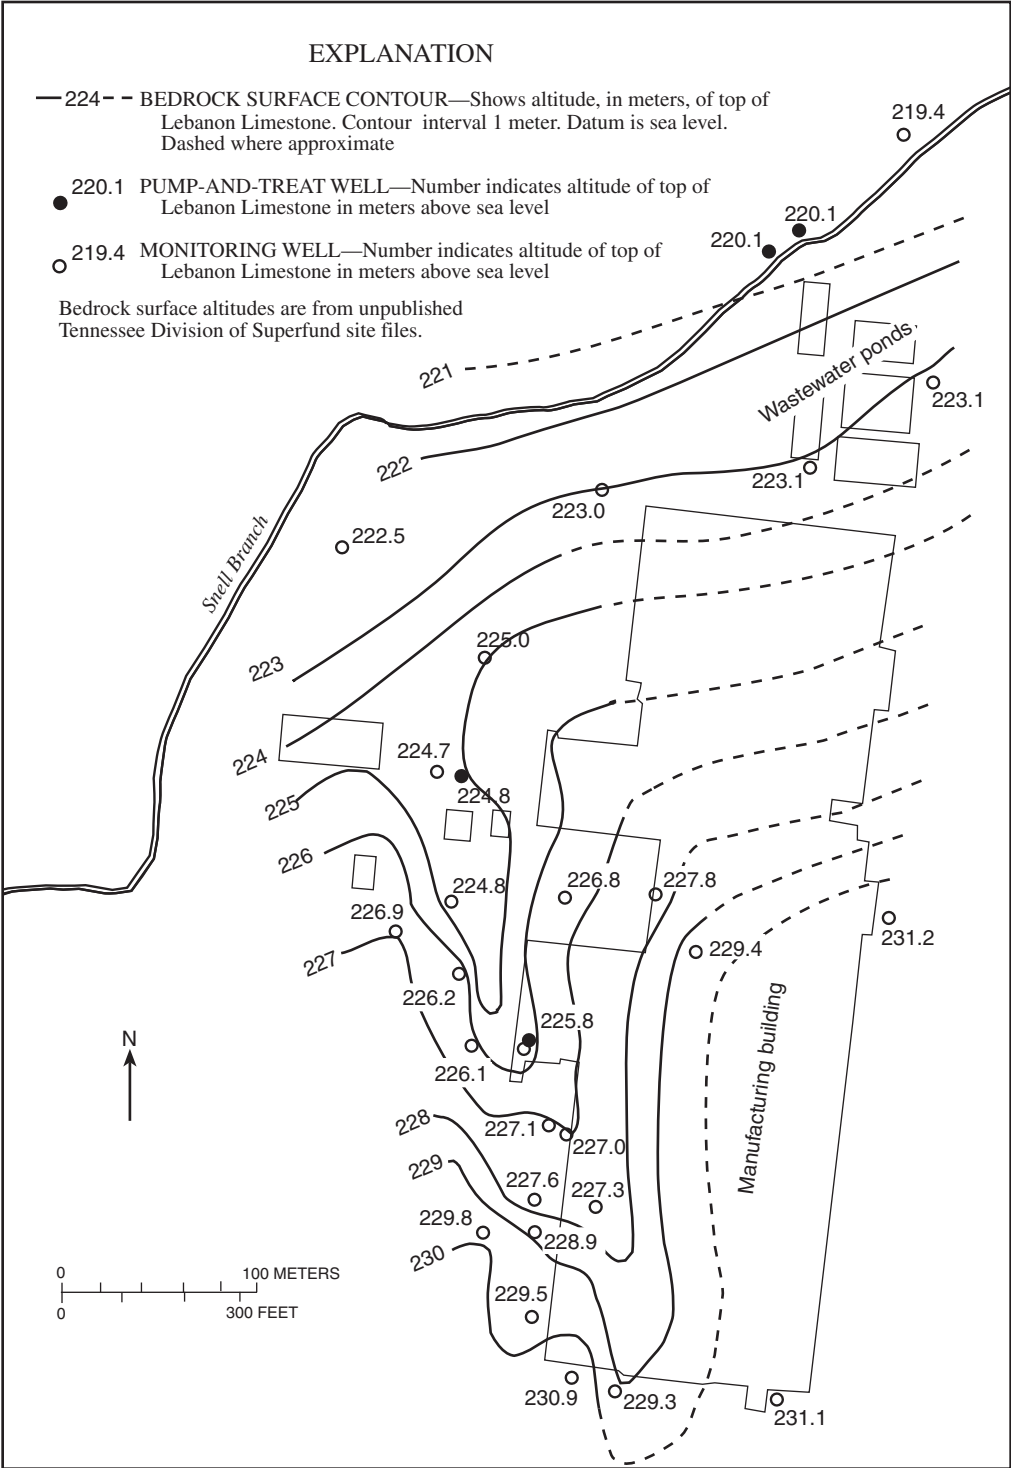 EXPLANATION
224 BEDROCK SURFACE CONTOUR—Shows altitude, in meters, of top of
Lebanon Limestone. Contour interval 1 meter. Datum is sea level.
Dashed where approximate
220.1 PUMP-AND-TREAT WELL—Number indicates altitude of top of
Lebanon Limestone in meters above sea level
219.4 MONITORING WELL—Number indicates altitude of top of
Lebanon Limestone in meters above sea level
Bedrock surface altitudes are from unpublished
Tennessee Division of Superfund site files.
219.4
220.1
220.1
221
Wastewater ponds
223.1
222
223.1
223.0
222.5
Snell Branch
225.0
223
224
224.7
224.8
225
226
224.8
226.8
227.8
226.9
231.2
227
229.4
226.2
225.8
N
226.1
Manufacturing building
228
227.1
227.0
229
227.6
227.3
229.8
228.9
230
0 100 METERS
0 300 FEET
229.5
230.9
229.3
231.1